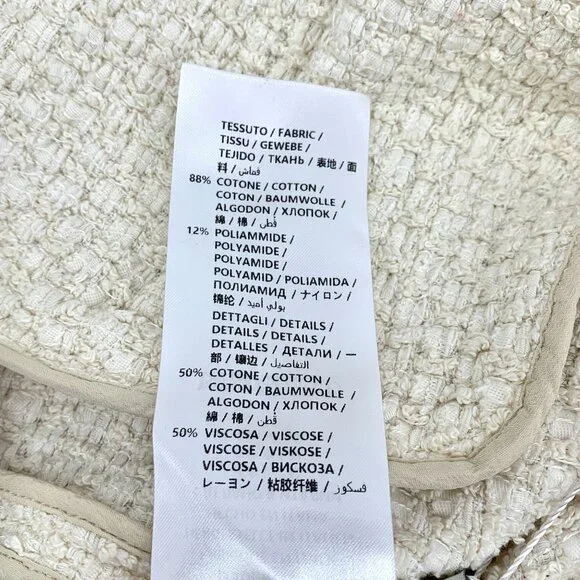 TESSUTO / FABRIC /
TISSU / GEWEBE /
TEJIDO / ТКАНЬ / 表地 / 面
料 / قماش /
88% COTONE / COTTON /
COTON / BAUMWOLLE /
ALGODON / ХЛОПОК /
綿 / 棉 / قُطن /
12% POLIAMMIDE /
POLYAMIDE /
POLYAMIDE /
POLYAMID / POLIAMIDA /
ПОЛИАМИД / ナイロン /
锦纶 / بولي أميد /
DETTAGLI / DETAILS /
DETAILS / DETAILS /
DETALLES / ДЕТАЛИ / 一
部 / 镶边 / التفاصيل /
50% COTONE / COTTON /
COTON / BAUMWOLLE /
ALGODON / ХЛОПОК /
綿 / 棉 / قُطن /
50% VISCOSA / VISCOSE /
VISCOSE / VISKOSE /
VISCOSA / ВИСКОЗА /
レーヨン / 粘胶纤维 / فسكوز /